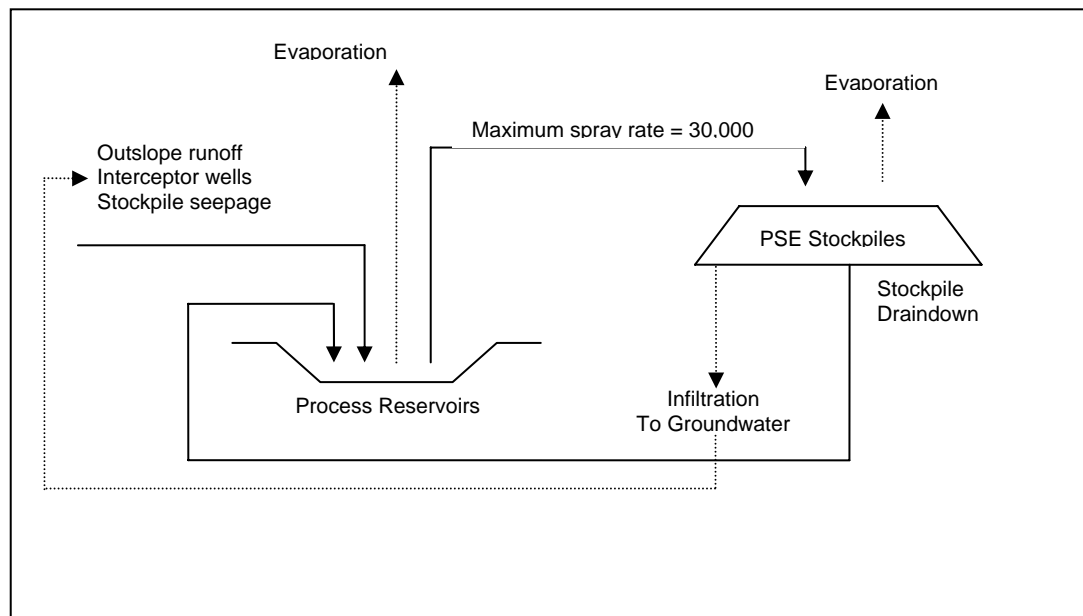 Evaporation
Evaporation
Maximum spray rate = 30,000
Outslope runoff
Interceptor wells
Stockpile seepage
PSE Stockpiles
Stockpile
Draindown
Process Reservoirs
Infiltration
To Groundwater